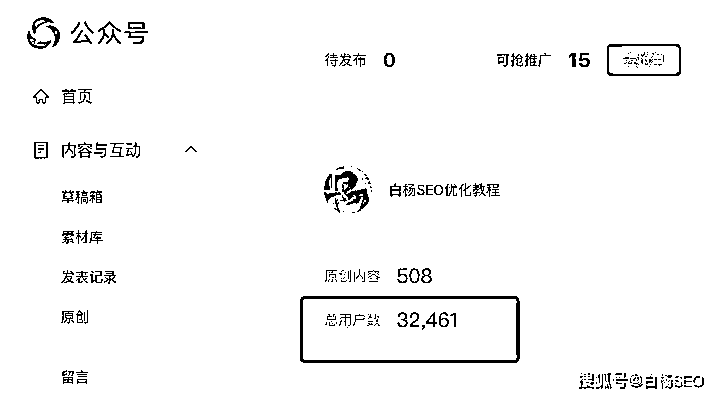 公众号
待发布 0 可抢推广 15
首页
内容与互动
草稿箱
素材库
发表记录
原创
留言
白杨SEO优化教程
原创内容 508
总用户数 32,461
搜狐号@白杨SEO